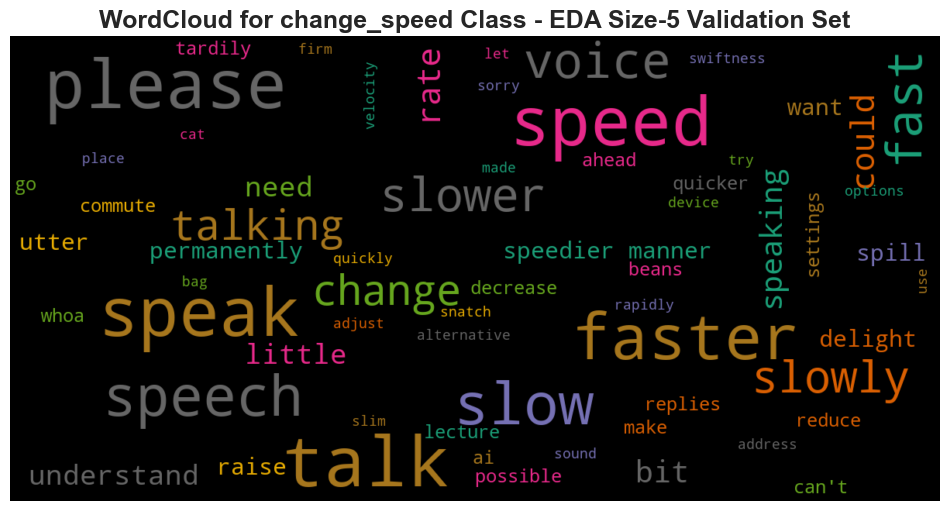 WordCloud for change_speed Class - EDA Size-5 Validation Set
tardily
firm
let
voice
swiftness
please
velocity
rate
sorry
speed
want
could
fast
cat
place
ahead
made
try
go
need
slower
quicker
device
speaking
options
commute
talking
settings
utter
permanently
quickly
speedier manner
beans
spill
bag
change
decrease
rapidly
use
whoa
speak
adjust
snatch
alternative
faster
delight
little
slowly
speech
slow
replies
reduce
slim
lecture
make
address
understand
raise
talk
ai
sound
possible
bit
can't